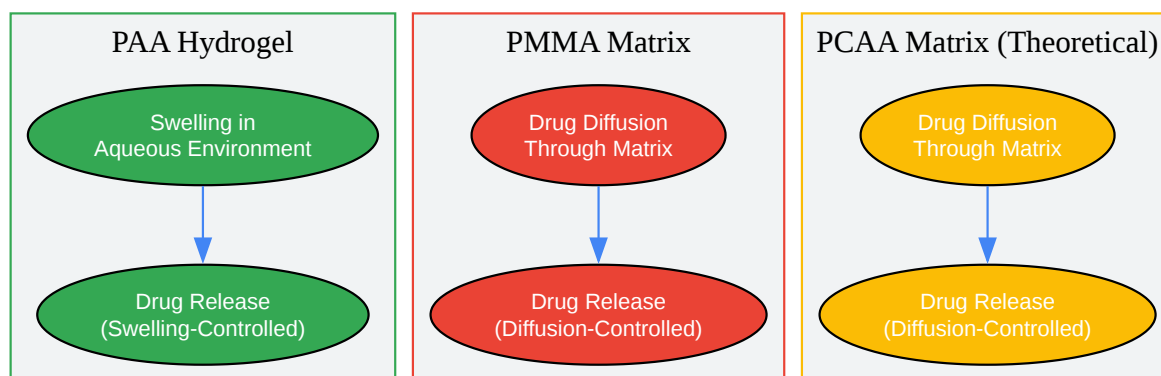 PAA Hydrogel
Swelling in
Aqueous Environment
Drug Release
(Swelling-Controlled)
PMMA Matrix
Drug Diffusion
Through Matrix
Drug Release
(Diffusion-Controlled)
PCAA Matrix (Theoretical)
Drug Diffusion
Through Matrix
Drug Release
(Diffusion-Controlled)